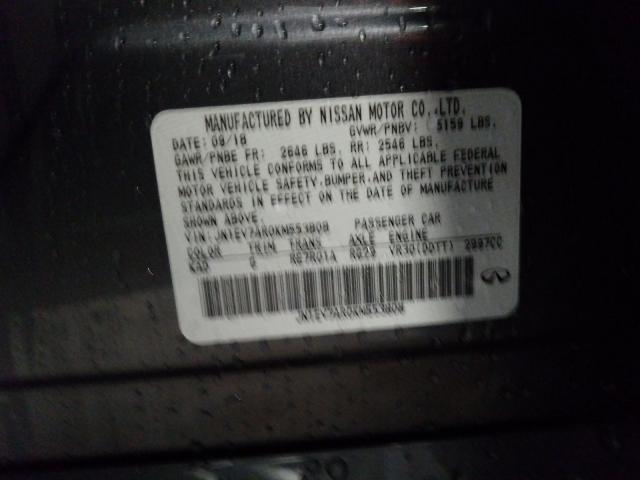 MANUFACTURED BY NISSAN MOTOR CO.,LTD.
DATE: 09/18 GVWR/PNBV: 5159 LBS.
GAWR/PNBE FR: 2646 LBS. RR: 2546 LBS.
THIS VEHICLE CONFORMS TO ALL APPLICABLE FEDERAL
MOTOR VEHICLE SAFETY, BUMPER, AND THEFT PREVENTION
STANDARDS IN EFFECT ON THE DATE OF MANUFACTURE
SHOWN ABOVE.
VIN: PASSENGER CAR
COLOR TRIM TRANS AXLE ENGINE
KAD G RE7R01A R029 VR30(DDTT) 2997CC